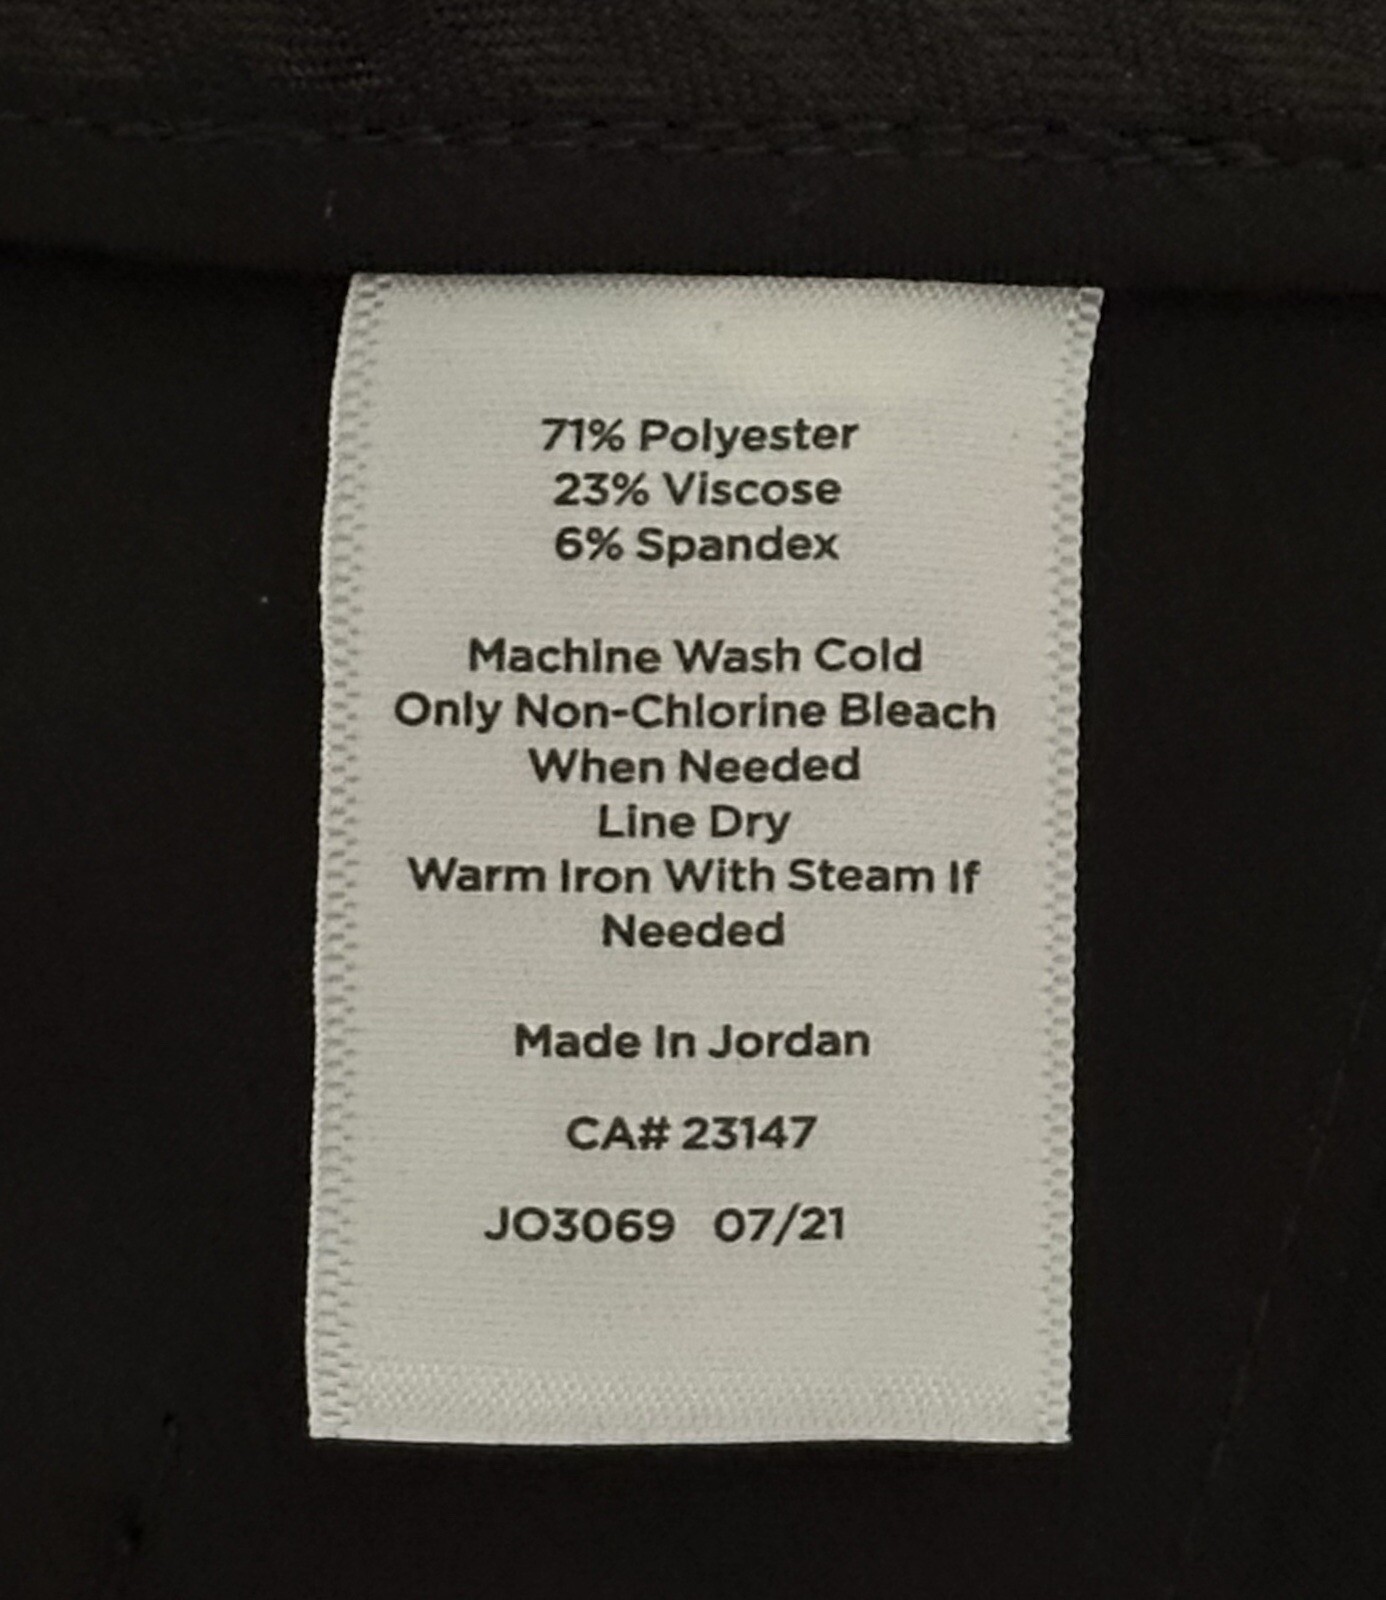 71% Polyester
23% Viscose
6% Spandex
Machine Wash Cold
Only Non-Chlorine Bleach
When Needed
Line Dry
Warm Iron With Steam If
Needed
Made In Jordan
CA# 23147
JO3069 07/21